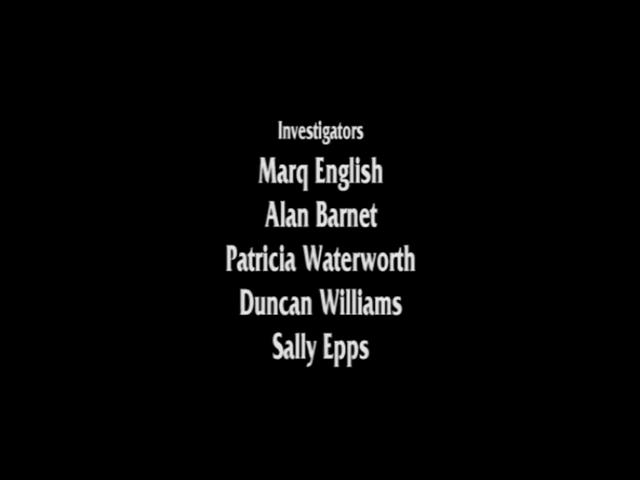 Investigators
Marq English
Alan Barnet
Patricia Waterworth
Duncan Williams
Sally Epps